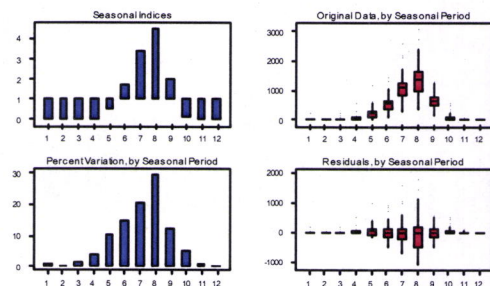 Seasonal Indices
4
3
2
1
0
1 2 3 4 5 6 7 8 9 10 11 12
Original Data, by Seasonal Period
3000
2000
1000
0
1 2 3 4 5 6 7 8 9 10 11 12
Percent Variation, by Seasonal Period
30
20
10
0
1 2 3 4 5 6 7 8 9 10 11 12
Residuals, by Seasonal Period
2000
1000
0
-1000
1 2 3 4 5 6 7 8 9 10 11 12